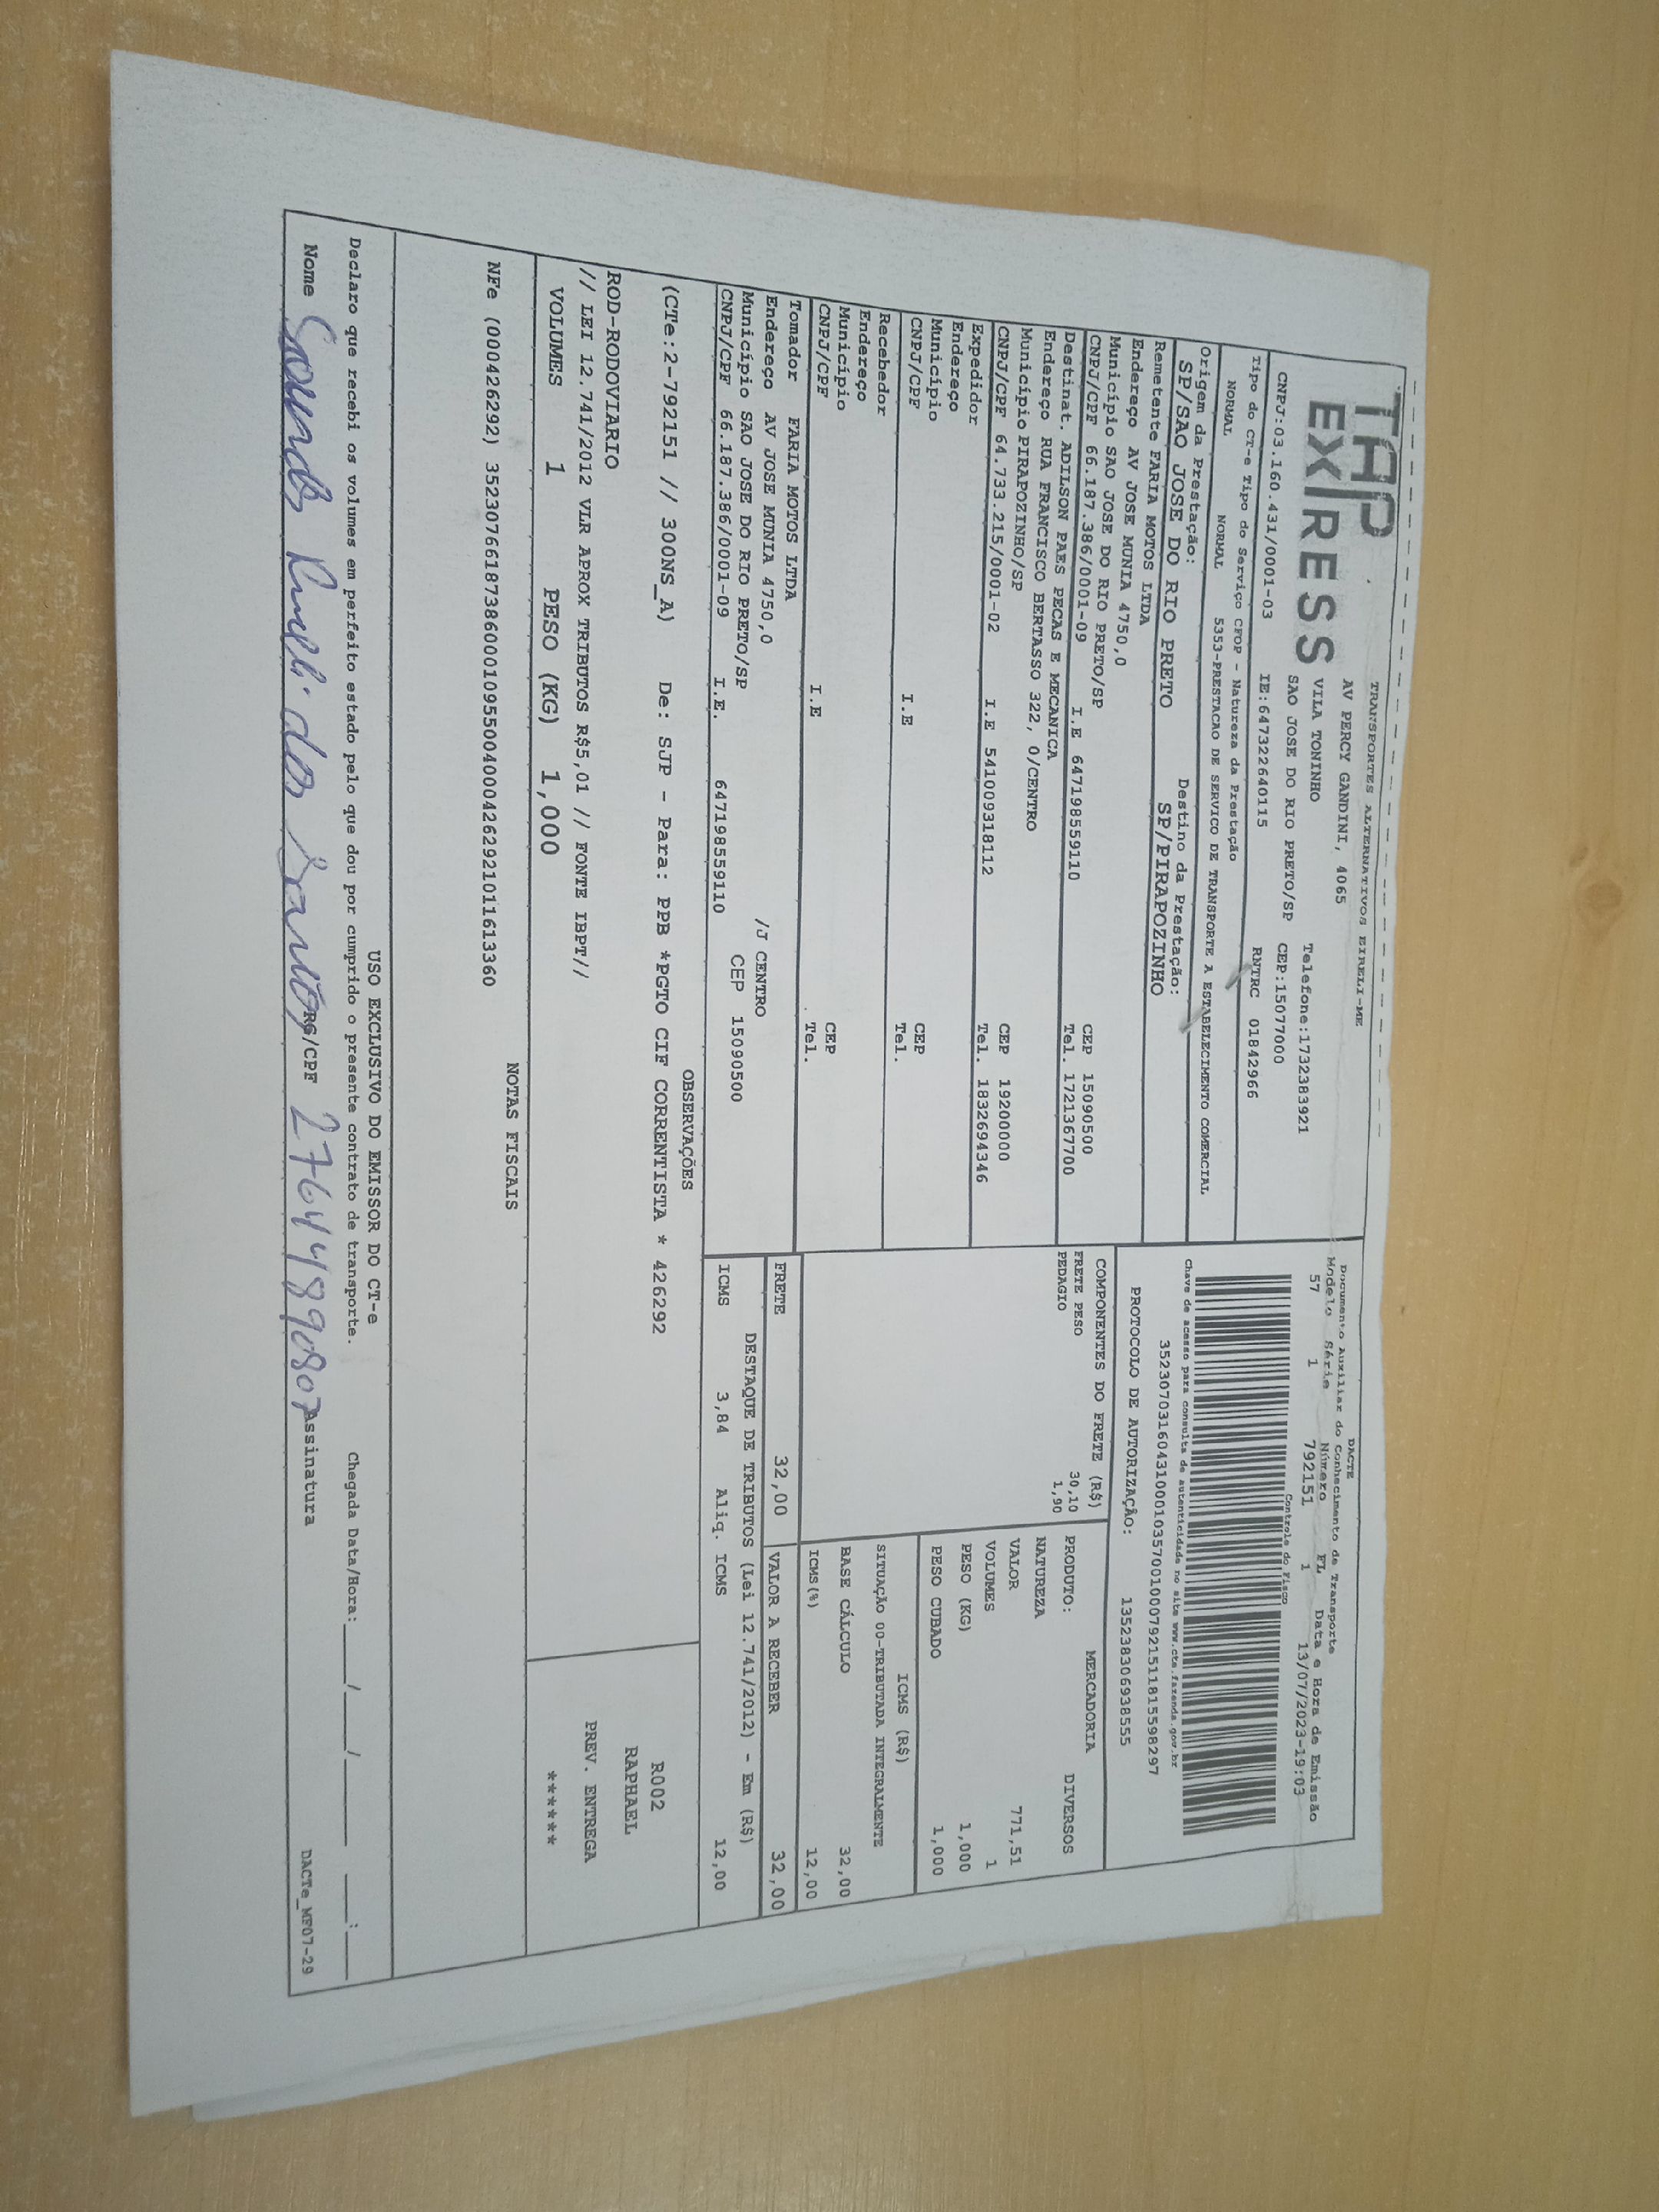 TAP
EXPRESS
TRANSPORTES ALTERNATIVOS EIRELI-ME
AV PERCY GANDINI, 4065
VILA TONINHO Telefone:1732383921
SAO JOSE DO RIO PRETO/SP CEP:15077000
CNPJ:03.160.431/0001-03 IE:647322640115 RNTRC 01842966
Tipo do CT-e Tipo do Serviço CFOP - Natureza da Prestação
NORMAL NORMAL 5353-PRESTACAO DE SERVICO DE TRANSPORTE A ESTABELECIMENTO COMERCIAL
Origem da Prestação: Destino da Prestação:
SP/SAO JOSE DO RIO PRETO SP/PIRAPOZINHO
Remetente FARIA MOTOS LTDA
Endereço AV JOSE MUNIA 4750,0
Município SAO JOSE DO RIO PRETO/SP CEP 15090500
CNPJ/CPF 66.187.386/0001-09 I.E 647198559110 Tel. 1721367700
Destinat. ADILSON PAES PECAS E MECANICA
Endereço RUA FRANCISCO BERTASSO 322, 0/CENTRO
Município PIRAPOZINHO/SP CEP 19200000
CNPJ/CPF 64.733.215/0001-02 I.E 541009318112 Tel. 1832694346
Expedidor
Endereço
Município CEP
CNPJ/CPF I.E Tel.
Recebedor
Endereço
Município CEP
CNPJ/CPF I.E Tel.
Tomador FARIA MOTOS LTDA
Endereço AV JOSE MUNIA 4750,0 /J CENTRO
Município SAO JOSE DO RIO PRETO/SP CEP 15090500
CNPJ/CPF 66.187.386/0001-09 I.E. 647198559110
DACTE
Documento Auxiliar do Conhecimento de Transporte
Modelo Série Número FL Data e Hora de Emissão
57 1 792151 1 13/07/2023-19:03
Controle do Fisco
Chave de acesso para consulta de autenticidade no site www.cte.fazenda.gov.br
35230703160431000103570010007921511815598297
PROTOCOLO DE AUTORIZAÇÃO: 135238306938555
COMPONENTES DO FRETE (R$)
FRETE PESO 30,10
PEDAGIO 1,90
MERCADORIA
PRODUTO: DIVERSOS
NATUREZA
VALOR 771,51
VOLUMES 1
PESO (KG) 1,000
PESO CUBADO 1,000
ICMS (R$)
SITUAÇÃO 00-TRIBUTADA INTEGRALMENTE
BASE CÁLCULO 32,00
ICMS(%) 12,00
FRETE 32,00 VALOR A RECEBER 32,00
DESTAQUE DE TRIBUTOS (Lei 12.741/2012) - Em (R$)
ICMS 3,84 Aliq. ICMS 12,00
OBSERVAÇÕES
(CTe:2-792151 // 300NS_A) De: SJP - Para: PPB *PGTO CIF CORRENTISTA * 426292
ROD-RODOVIARIO
// LEI 12.741/2012 VLR APROX TRIBUTOS R$5,01 // FONTE IBPT//
VOLUMES 1 PESO (KG) 1,000
R002
RAPHAEL
PREV. ENTREGA
******
NOTAS FISCAIS
NFe (000426292) 35230766187386000109550040004262921011613360
USO EXCLUSIVO DO EMISSOR DO CT-e
Declaro que recebi os volumes em perfeito estado pelo que dou por cumprido o presente contrato de transporte. Chegada Data/Hora: ___/___/_____ ___:___
Nome dos Santos RG/CPF 27644890807 Assinatura DACTe_MF07-29